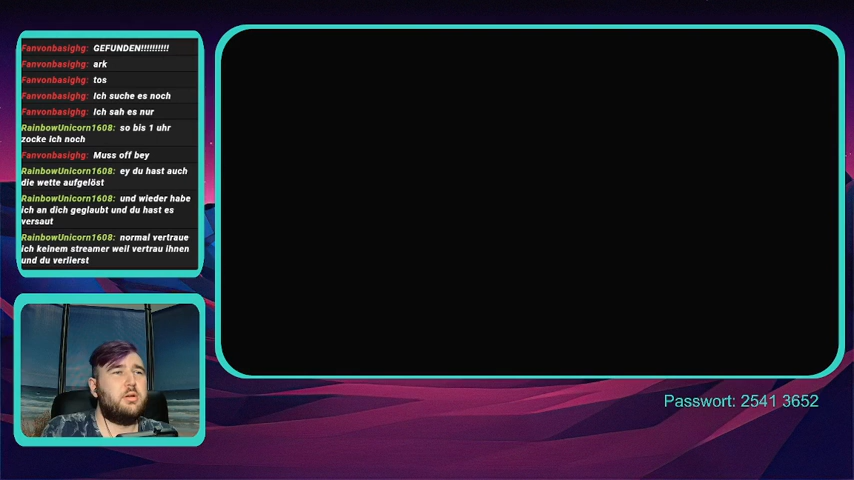 Fanvonbasighg: GEFUNDEN!!!!!!!!!!
Fanvonbasighg: ark
Fanvonbasighg: tos
Fanvonbasighg: Ich suche es noch
Fanvonbasighg: Ich sah es nur
RainbowUnicorn1608: so bis 1 uhr
zocke ich noch
Fanvonbasighg: Muss off bey
RainbowUnicorn1608: ey du hast auch
die wette aufgelöst
RainbowUnicorn1608: und wieder habe
ich an dich geglaubt und du hast es
versaut
RainbowUnicorn1608: normal vertraue
ich keinem streamer weil vertrau ihnen
und du verlierst
Passwort: 2541 3652